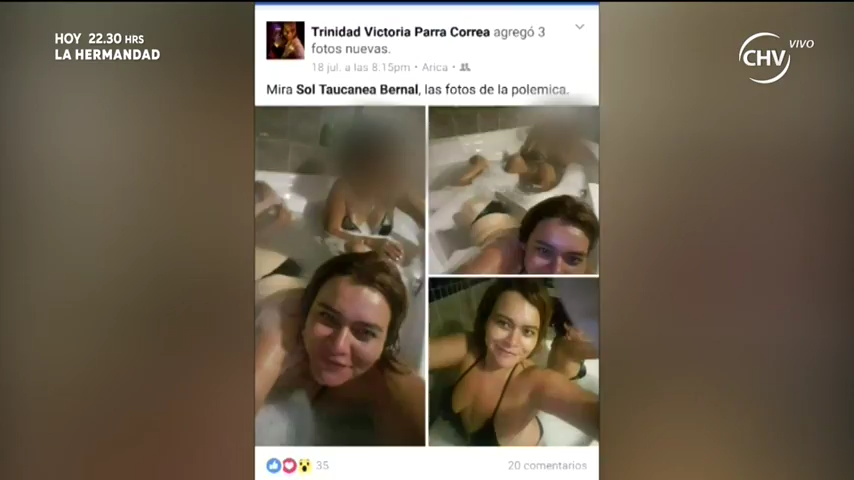 HOY 22.30 HRS
LA HERMANDAD
CHV VIVO
Trinidad Victoria Parra Correa agregó 3
fotos nuevas.
18 jul. a las 8:15pm • Arica •
Mira Sol Taucanea Bernal, las fotos de la polemica.
35
20 comentarios